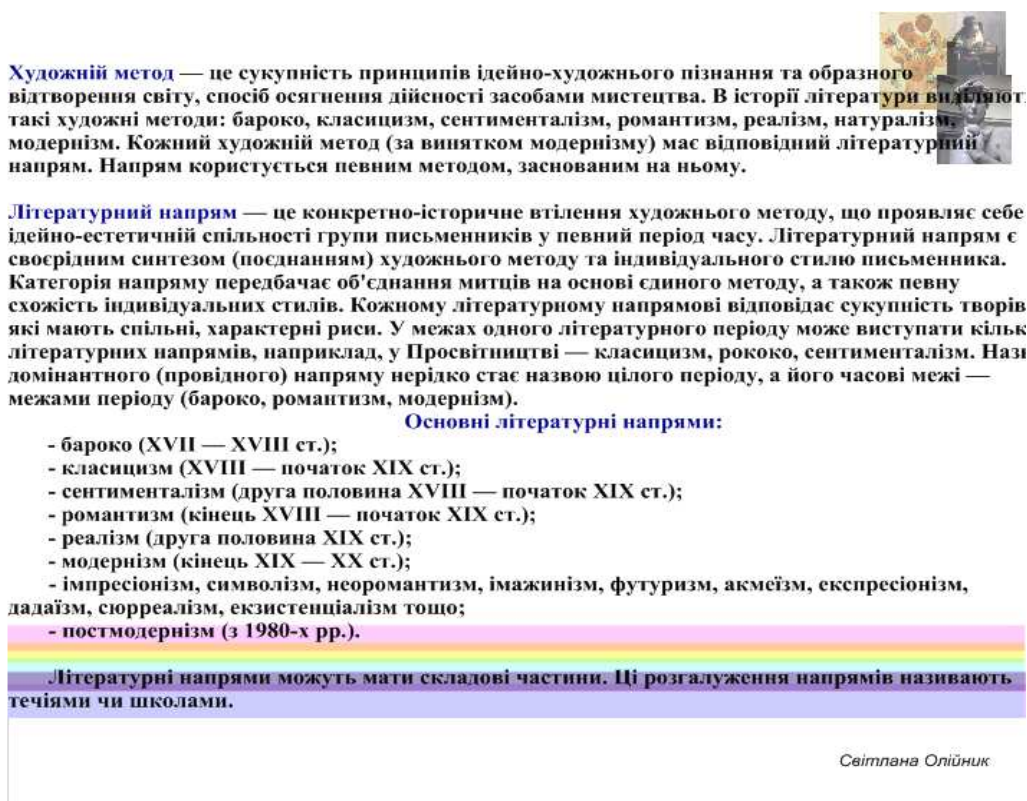 Художній метод — це сукупність принципів ідейно-художнього пізнання та образного
відтворення світу, спосіб осягнення дійсності засобами мистецтва. В історії літератури виділяют
такі художні методи: бароко, класицизм, сентименталізм, романтизм, реалізм, натуралізм,
модернізм. Кожний художній метод (за винятком модернізму) має відповідний літературний
напрям. Напрям користується певним методом, заснованим на ньому.
Літературний напрям — це конкретно-історичне втілення художнього методу, що проявляє себе
ідейно-естетичній спільності групи письменників у певний період часу. Літературний напрям є
своєрідним синтезом (поєднанням) художнього методу та індивідуального стилю письменника.
Категорія напряму передбачає об'єднання митців на основі єдиного методу, а також певну
схожість індивідуальних стилів. Кожному літературному напрямові відповідає сукупність творів
які мають спільні, характерні риси. У межах одного літературного періоду може виступати кільк
літературних напрямів, наприклад, у Просвітництві — класицизм, рококо, сентименталізм. Назв
домінантного (провідного) напряму нерідко стає назвою цілого періоду, а його часові межі —
межами періоду (бароко, романтизм, модернізм).
Основні літературні напрями:
- бароко (XVII — XVIII ст.);
- класицизм (XVIII — початок XIX ст.);
- сентименталізм (друга половина XVIII — початок XIX ст.);
- романтизм (кінець XVIII — початок XIX ст.);
- реалізм (друга половина XIX ст.);
- модернізм (кінець XIX — XX ст.);
- імпресіонізм, символізм, неоромантизм, імажинізм, футуризм, акмеїзм, експресіонізм,
дадаїзм, сюрреалізм, екзистенціалізм тощо;
- постмодернізм (з 1980-х рр.).
Літературні напрями можуть мати складові частини. Ці розгалуження напрямів називають
течіями чи школами.
Світлана Олійник